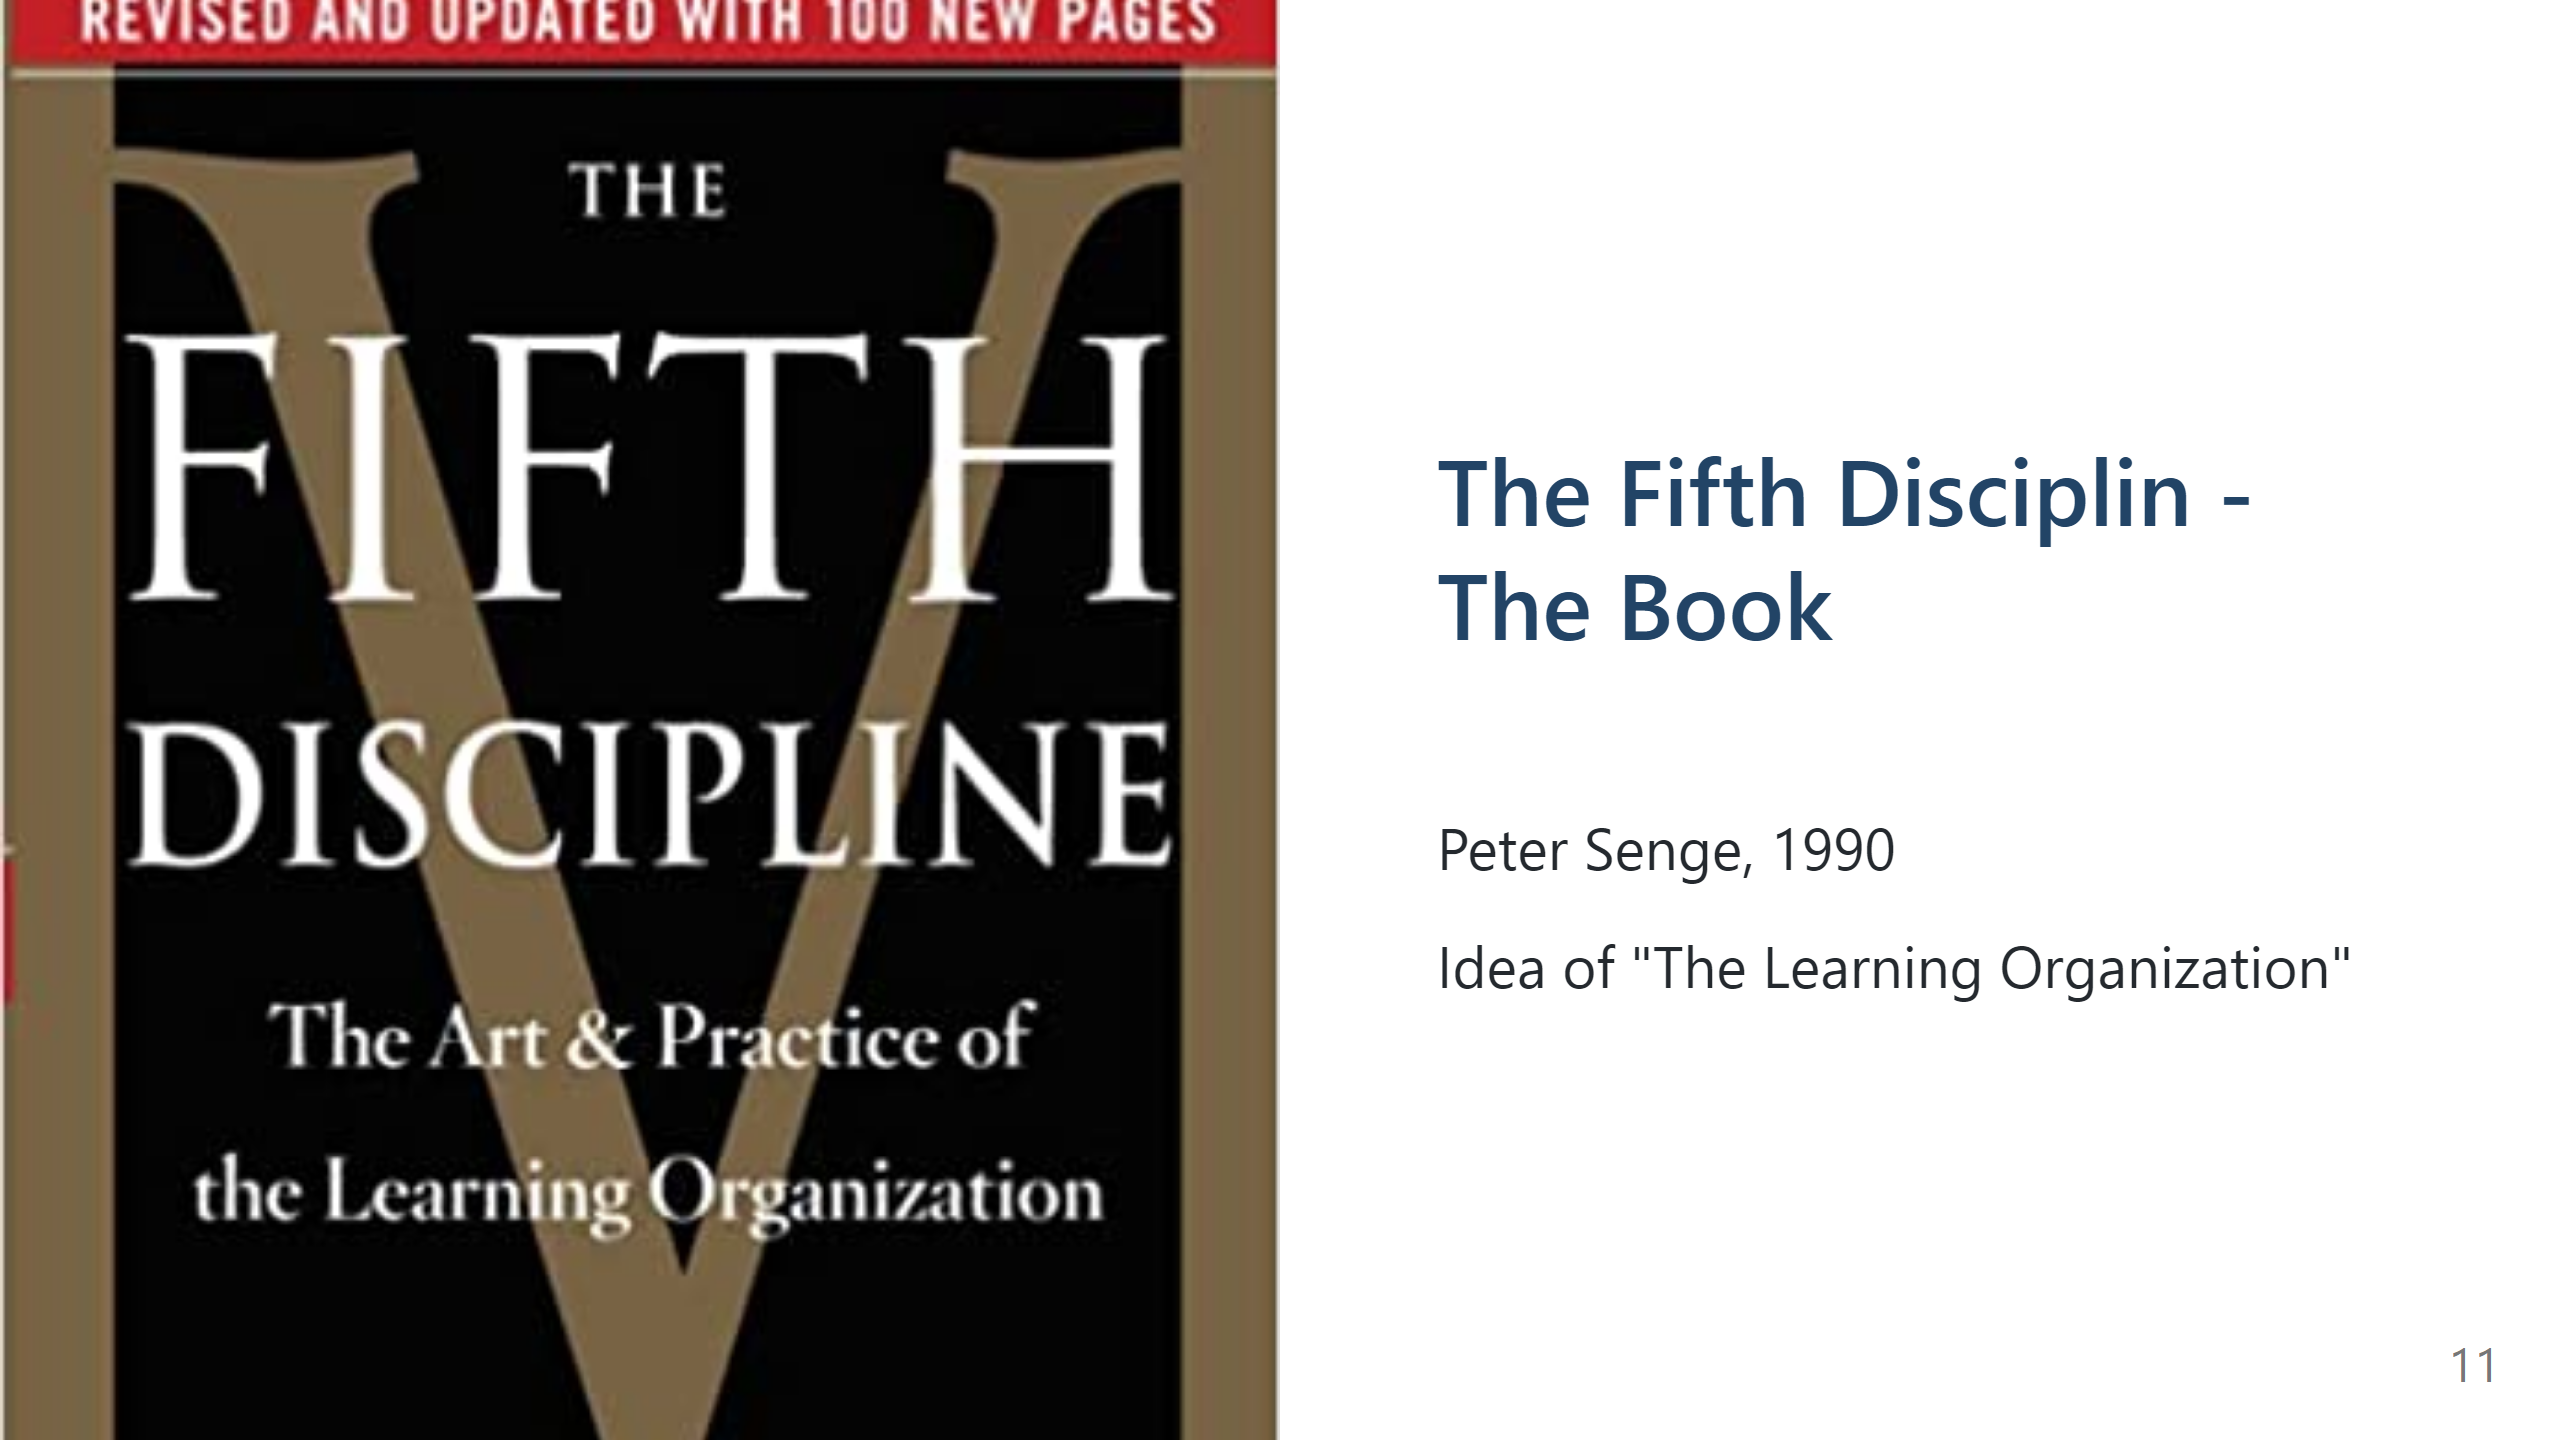 REVISED AND UPDATED WITH 100 NEW PAGES
THE
FIFTH
DISCIPLINE
The Art & Practice of
the Learning Organization
The Fifth Disciplin -
The Book
Peter Senge, 1990
Idea of "The Learning Organization"
11